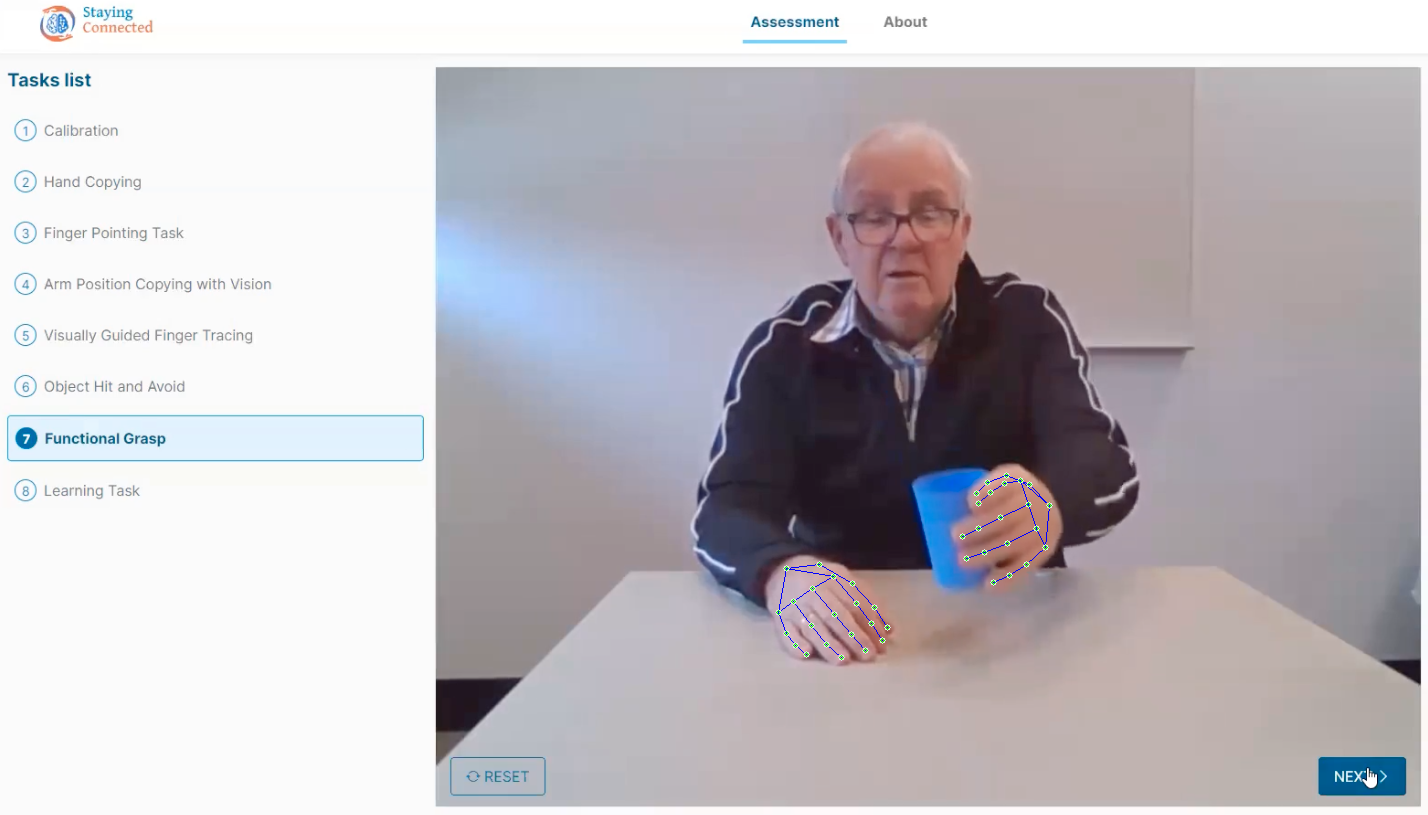 Staying
Connected
Assessment
About
Tasks list
1 Calibration
2 Hand Copying
3 Finger Pointing Task
4 Arm Position Copying with Vision
5 Visually Guided Finger Tracing
6 Object Hit and Avoid
7 Functional Grasp
8 Learning Task
RESET
NEXT